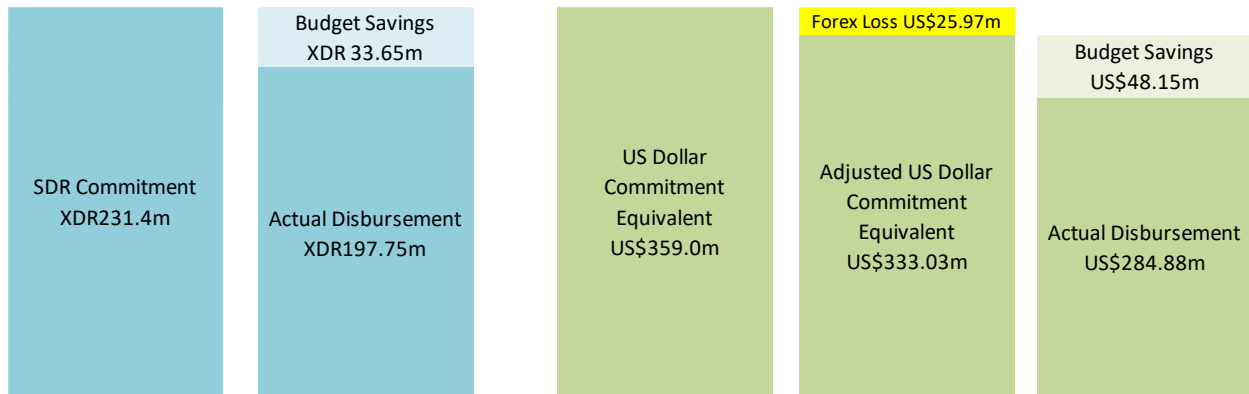 SDR Commitment
XDR231.4m
Budget Savings
XDR 33.65m
Actual Disbursement
XDR197.75m
US Dollar
Commitment
Equivalent
US$359.0m
Forex Loss US$25.97m
Adjusted US Dollar
Commitment
Equivalent
US$333.03m
Budget Savings
US$48.15m
Actual Disbursement
US$284.88m